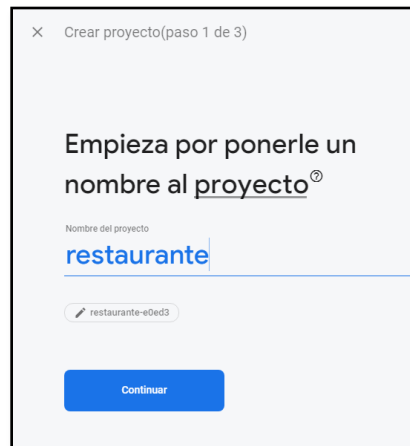 Crear proyecto(paso 1 de 3)
Empieza por ponerle un
nombre al proyecto
Nombre del proyecto
restaurante
restaurante-e0ed3
Continuar